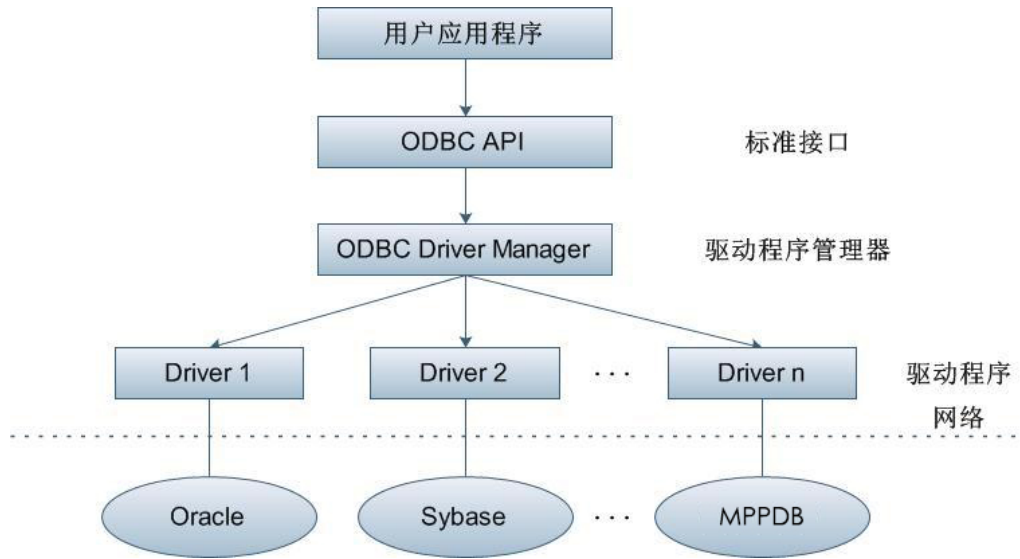 用户应用程序
ODBC API
标准接口
ODBC Driver Manager
驱动程序管理器
Driver 1
Driver 2
· · ·
Driver n
驱动程序
网络
Oracle
Sybase
· · ·
MPPDB